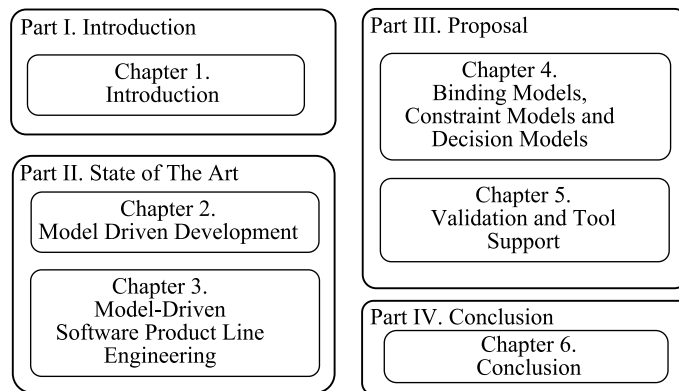 Part I. Introduction
Chapter 1.
Introduction
Part II. State of The Art
Chapter 2.
Model Driven Development
Chapter 3.
Model-Driven
Software Product Line
Engineering
Part III. Proposal
Chapter 4.
Binding Models,
Constraint Models and
Decision Models
Chapter 5.
Validation and Tool
Support
Part IV. Conclusion
Chapter 6.
Conclusion